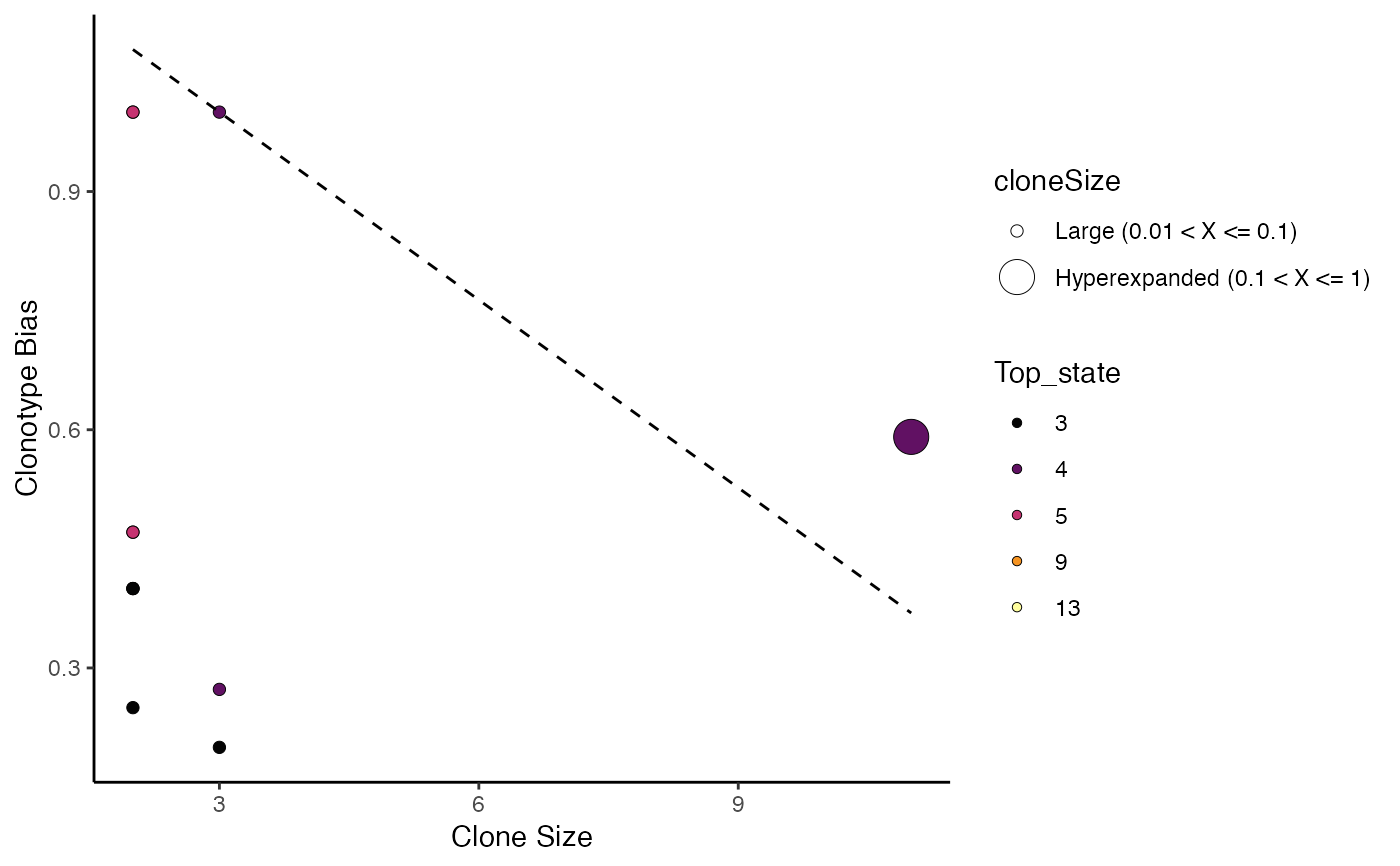 0.9
0.6
0.3
Clonotype Bias
3 6 9
Clone Size
cloneSize
Large (0.01 < X <= 0.1)
Hyperexpanded (0.1 < X <= 1)
Top_state
3
4
5
9
13